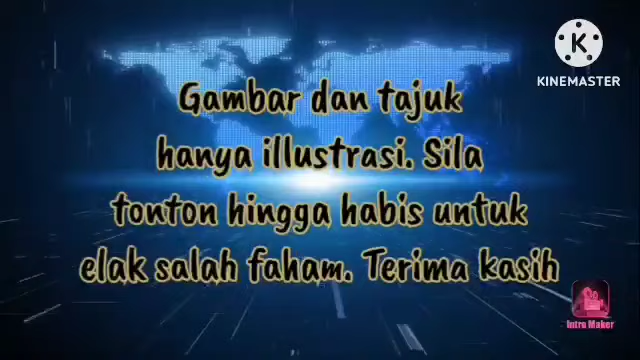 KINEMASTER
Gambar dan tajuk
hanya illustrasi. Sila
tonton hingga habis untuk
elak salah faham. Terima kasih
Intro Maker